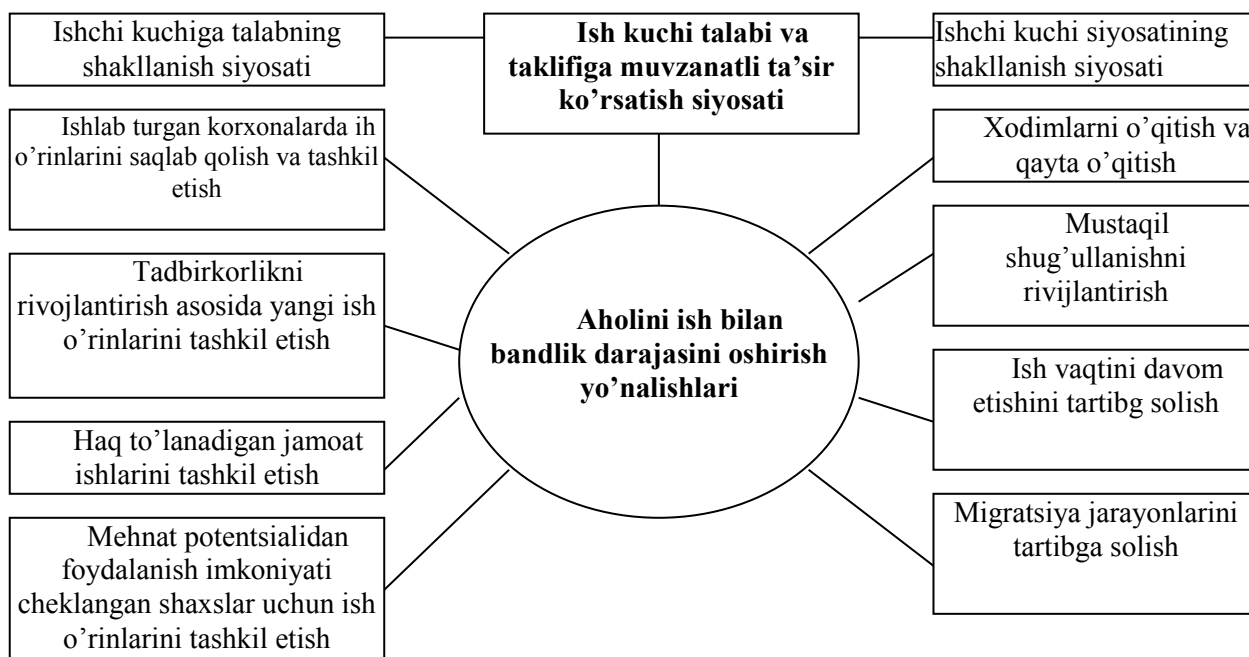 Ishchi kuchiga talabning
shakllanish siyosati
Ish kuchi talabi va
taklifiga muvzanatli ta’sir
ko’rsatish siyosati
Ishchi kuchi siyosatining
shakllanish siyosati
Ishlab turgan korxonalarda ih
o’rinlarini saqlab qolish va tashkil
etish
Tadbirkorlikni
rivojlantirish asosida yangi ish
o’rinlarini tashkil etish
Haq to’lanadigan jamoat
ishlarini tashkil etish
Mehnat potentsialidan
foydalanish imkoniyati
cheklangan shaxslar uchun ish
o’rinlarini tashkil etish
Aholini ish bilan
bandlik darajasini oshirish
yo’nalishlari
Xodimlarni o’qitish va
qayta o’qitish
Mustaqil
shug’ullanishni
rivijlantirish
Ish vaqtini davom
etishini tartibg solish
Migratsiya jarayonlarini
tartibga solish